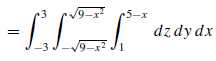 = ∫_{-3}^{3} ∫_{-√(9-x²)}^{√(9-x²)} ∫_{1}^{5-x} dz dy dx